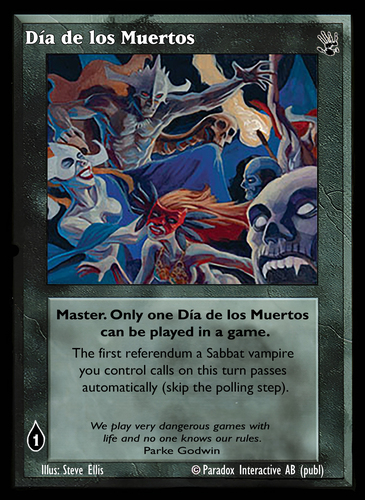 Día de los Muertos
Master. Only one Día de los Muertos
can be played in a game.
The first referendum a Sabbat vampire
you control calls on this turn passes
automatically (skip the polling step).
We play very dangerous games with
life and no one knows our rules.
Parke Godwin
1
Illus: Steve Ellis © Paradox Interactive AB (publ)